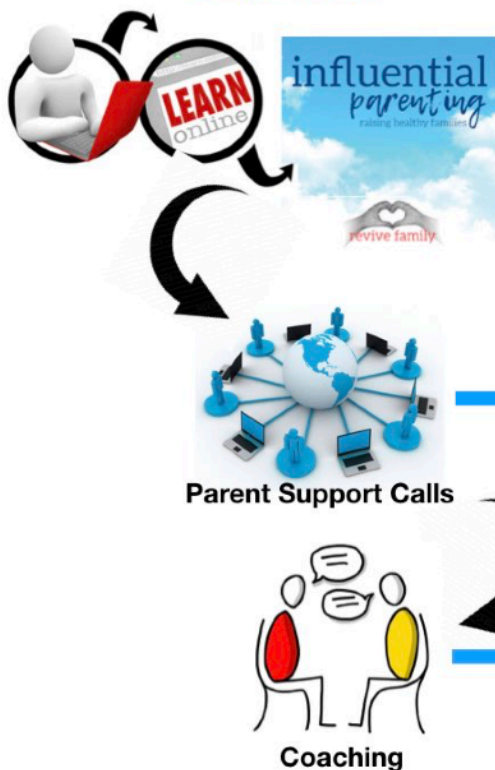 LEARN
online
influential
parenting
raising healthy families
revive family
Parent Support Calls
Coaching